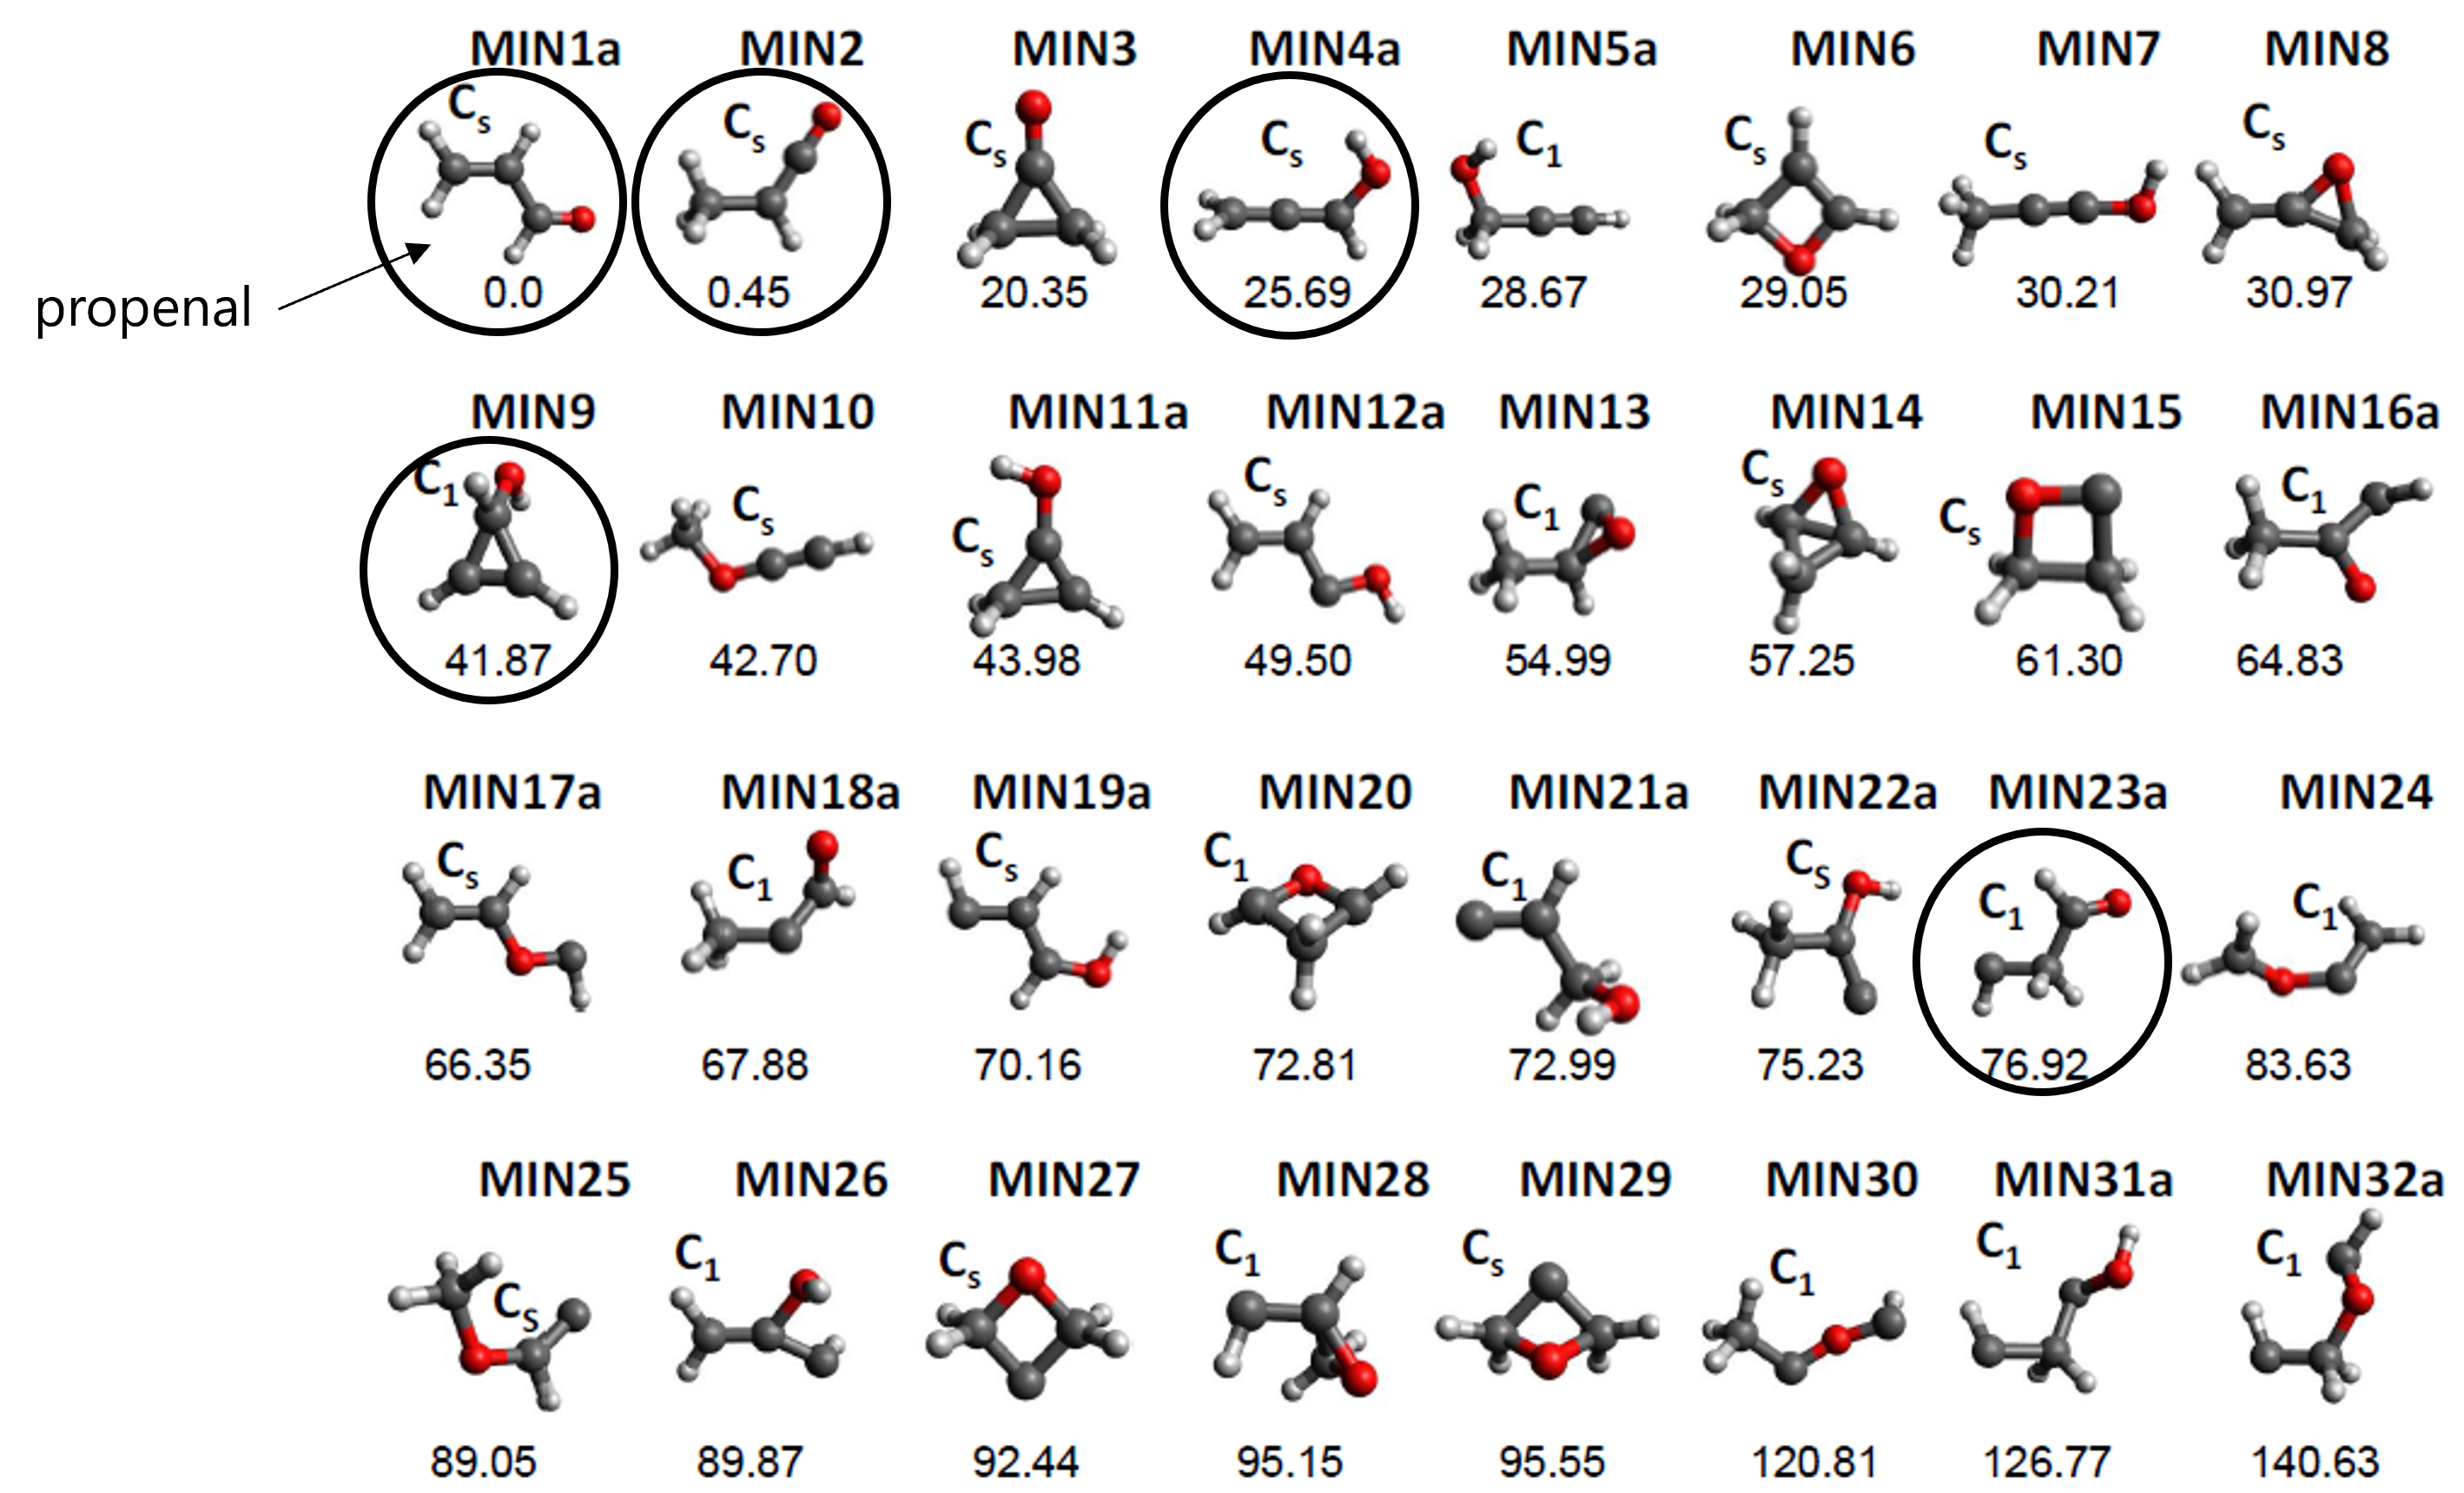 MIN1a MIN2 MIN3 MIN4a MIN5a MIN6 MIN7 MIN8
Cs Cs Cs Cs C1 Cs Cs Cs
propenal
0.0 0.45 20.35 25.69 28.67 29.05 30.21 30.97
MIN9 MIN10 MIN11a MIN12a MIN13 MIN14 MIN15 MIN16a
C1 Cs Cs Cs C1 Cs Cs C1
41.87 42.70 43.98 49.50 54.99 57.25 61.30 64.83
MIN17a MIN18a MIN19a MIN20 MIN21a MIN22a MIN23a MIN24
Cs C1 Cs C1 C1 CS C1 C1
66.35 67.88 70.16 72.81 72.99 75.23 76.92 83.63
MIN25 MIN26 MIN27 MIN28 MIN29 MIN30 MIN31a MIN32a
CS C1 Cs C1 Cs C1 C1 C1
89.05 89.87 92.44 95.15 95.55 120.81 126.77 140.63